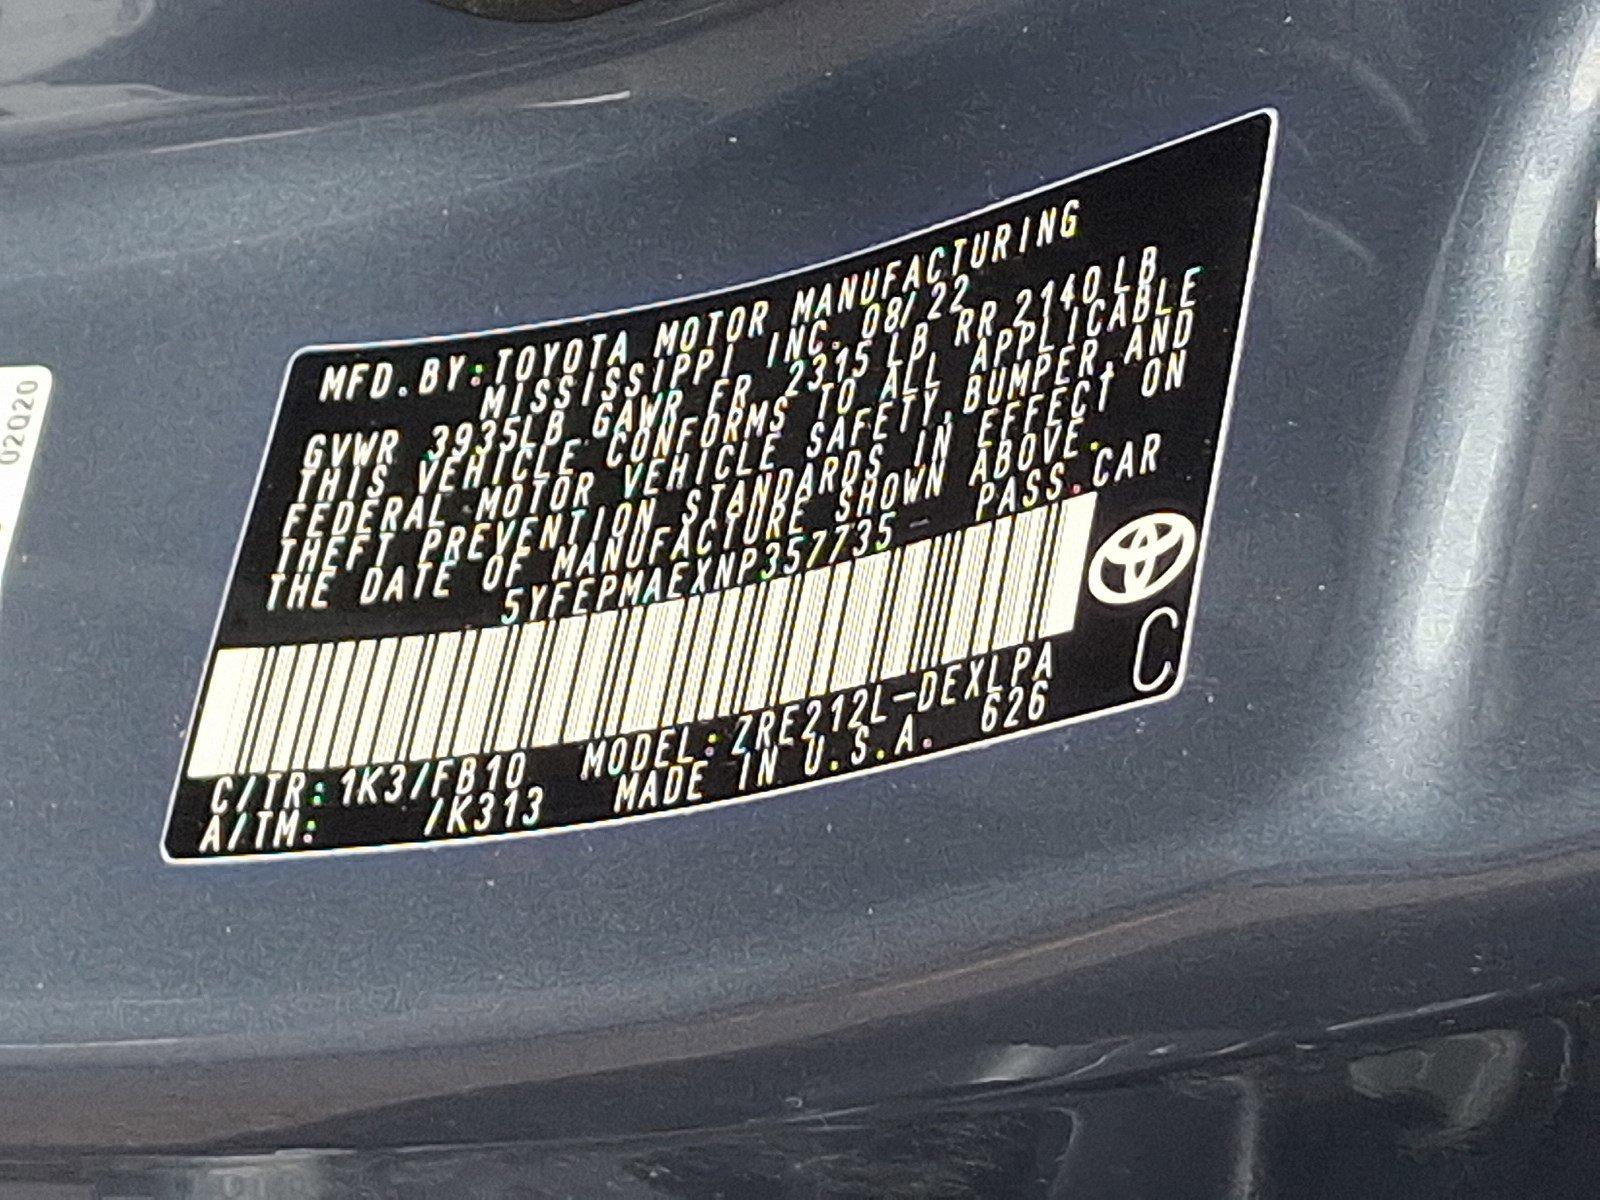 MFD.BY:TOYOTA MOTOR MANUFACTURING
MISSISSIPPI INC. 08/22
GVWR 3935LB GAWR FR 2315LB RR 2140LB
THIS VEHICLE CONFORMS TO ALL APPLICABLE
FEDERAL MOTOR VEHICLE SAFETY,BUMPER,AND
THEFT PREVENTION STANDARDS IN EFFECT ON
THE DATE OF MANUFACTURE SHOWN ABOVE.
5YFEPMAEXNP357735 PASS.CAR
C/TR:1K3/FB10 MODEL:ZRE212L-DEXLPA
A/TM: /K313 MADE IN U.S.A. 626
C
02Q20